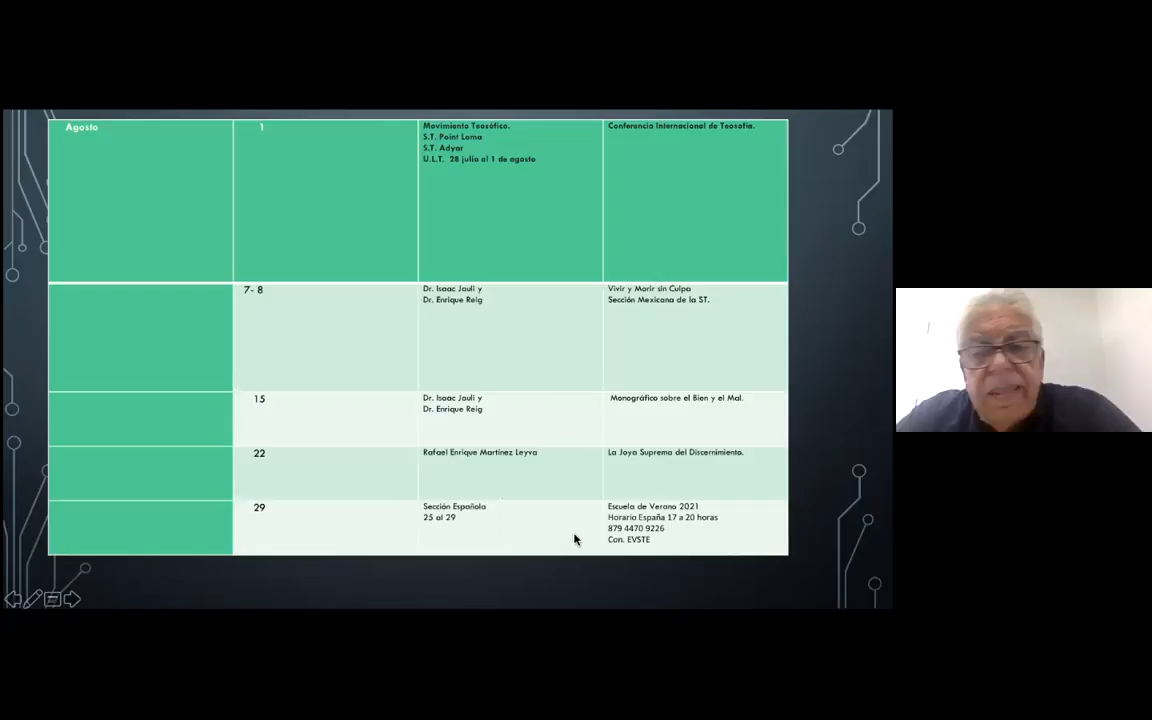 Agosto
1
Movimiento Teosófico.
S.T. Point Loma
S.T. Adyar
U.L.T. 28 julio al 1 de agosto
Conferencia Internacional de Teosofía.
7- 8
Dr. Isaac Jauli y
Dr. Enrique Reig
Vivir y Morir sin Culpa
Sección Mexicana de la ST.
15
Dr. Isaac Jauli y
Dr. Enrique Reig
Monográfico sobre el Bien y el Mal.
22
Rafael Enrique Martínez Leyva
La Joya Suprema del Discernimiento.
29
Sección Española
25 al 29
Escuela de Verano 2021
Horario España 17 a 20 horas
879 4470 9226
Con. EVSTE